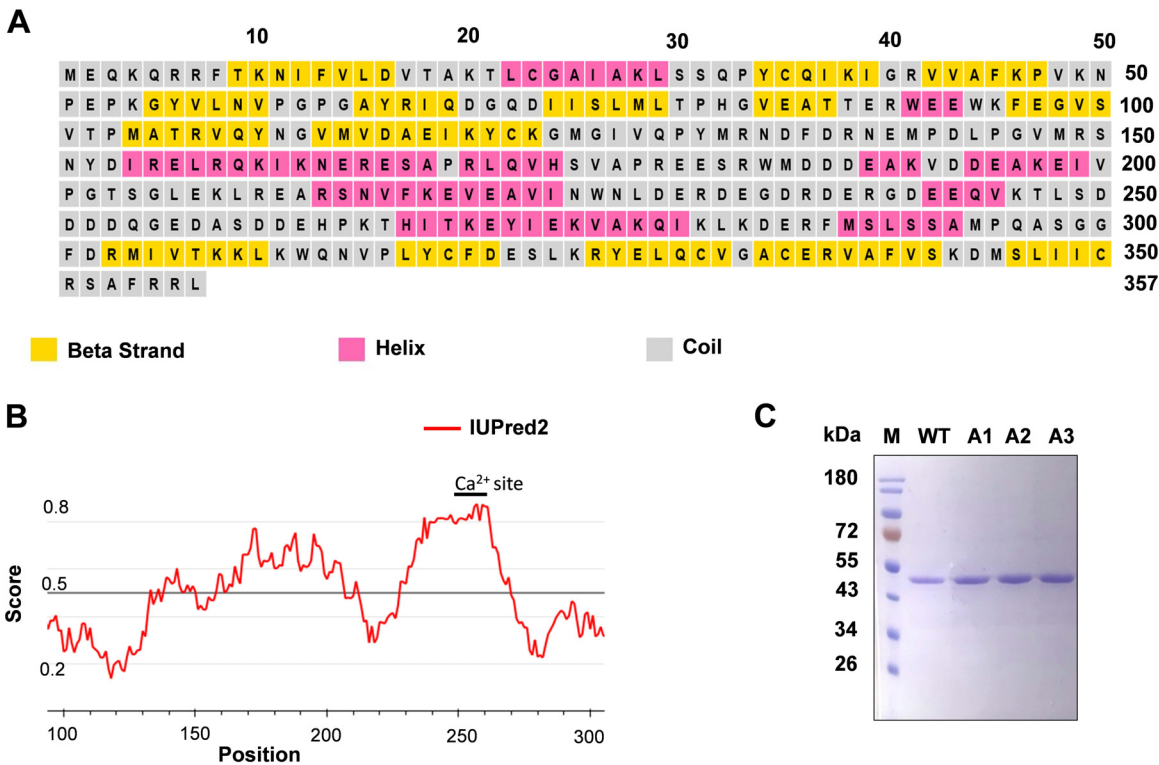 A
10 20 30 40 50
M E Q K Q R R F T K N I F V L D V T A K T L C G A I A K L S S Q P Y C Q I K I G R V V A F K P V K N 50
P E P K G Y V L N V P G P G A Y R I Q D G Q D I I S L M L T P H G V E A T T E R W E E W K F E G V S 100
V T P M A T R V Q Y N G V M V D A E I K Y C K G M G I V Q P Y M R N D F D R N E M P D L P G V M R S 150
N Y D I R E L R Q K I K N E R E S A P R L Q V H S V A P R E E S R W M D D D E A K V D D E A K E I V 200
P G T S G L E K L R E A R S N V F K E V E A V I N W N L D E R D E G D R D E R G D E E Q V K T L S D 250
D D D Q G E D A S D D E H P K T H I T K E Y I E K V A K Q I K L K D E R F M S L S S A M P Q A S G G 300
F D R M I V T K K L K W Q N V P L Y C F D E S L K R Y E L Q C V G A C E R V A F V S K D M S L I I C 350
R S A F R R L 357
Beta Strand Helix Coil
B
IUPred2
Ca²⁺ site
0.8
0.5
0.2
Score
100 150 200 250 300
Position
C
kDa M WT A1 A2 A3
180
72
55
43
34
26